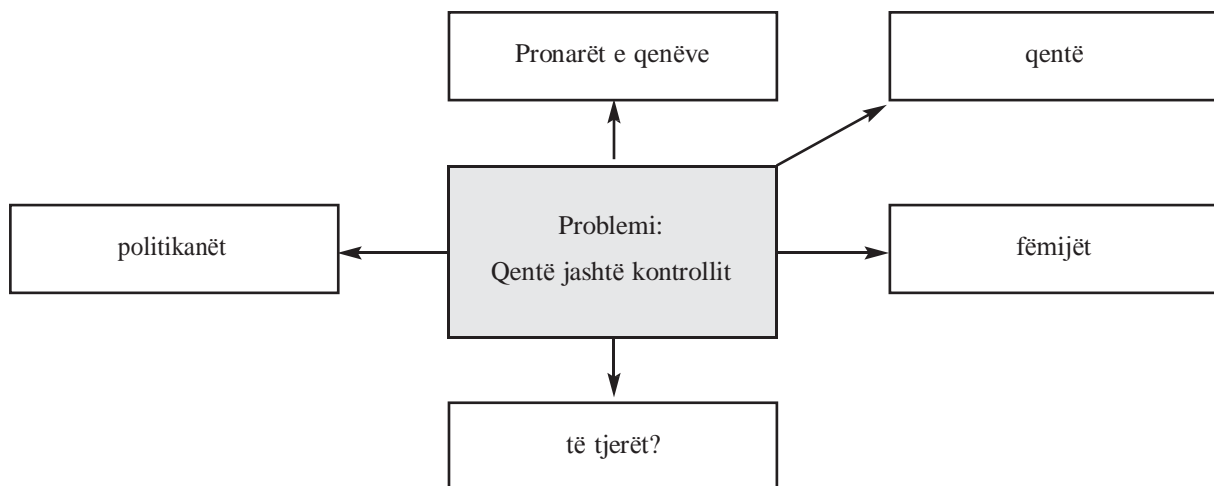 Pronarët e qenëve
qentë
Problemi:
Qentë jashtë kontrollit
politikanët
fëmijët
të tjerët?